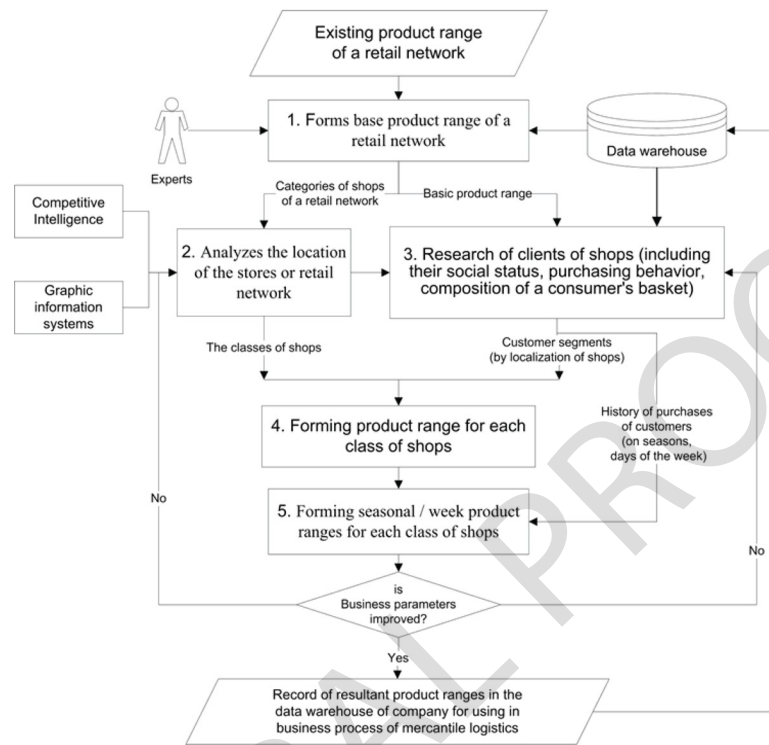 Existing product range
of a retail network
1. Forms base product range of a
retail network
Data warehouse
Experts
Categories of shops
of a retail network
Basic product range
Competitive
Intelligence
2. Analyzes the location
of the stores or retail
network
3. Research of clients of shops (including
their social status, purchasing behavior,
composition of a consumer's basket)
Graphic
information
systems
The classes of shops
Customer segments
(by localization of shops)
History of purchases
of customers
(on seasons,
days of the week)
4. Forming product range for each
class of shops
No
5. Forming seasonal / week product
ranges for each class of shops
No
is
Business parameters
improved?
Yes
Record of resultant product ranges in the
data warehouse of company for using in
business process of mercantile logistics